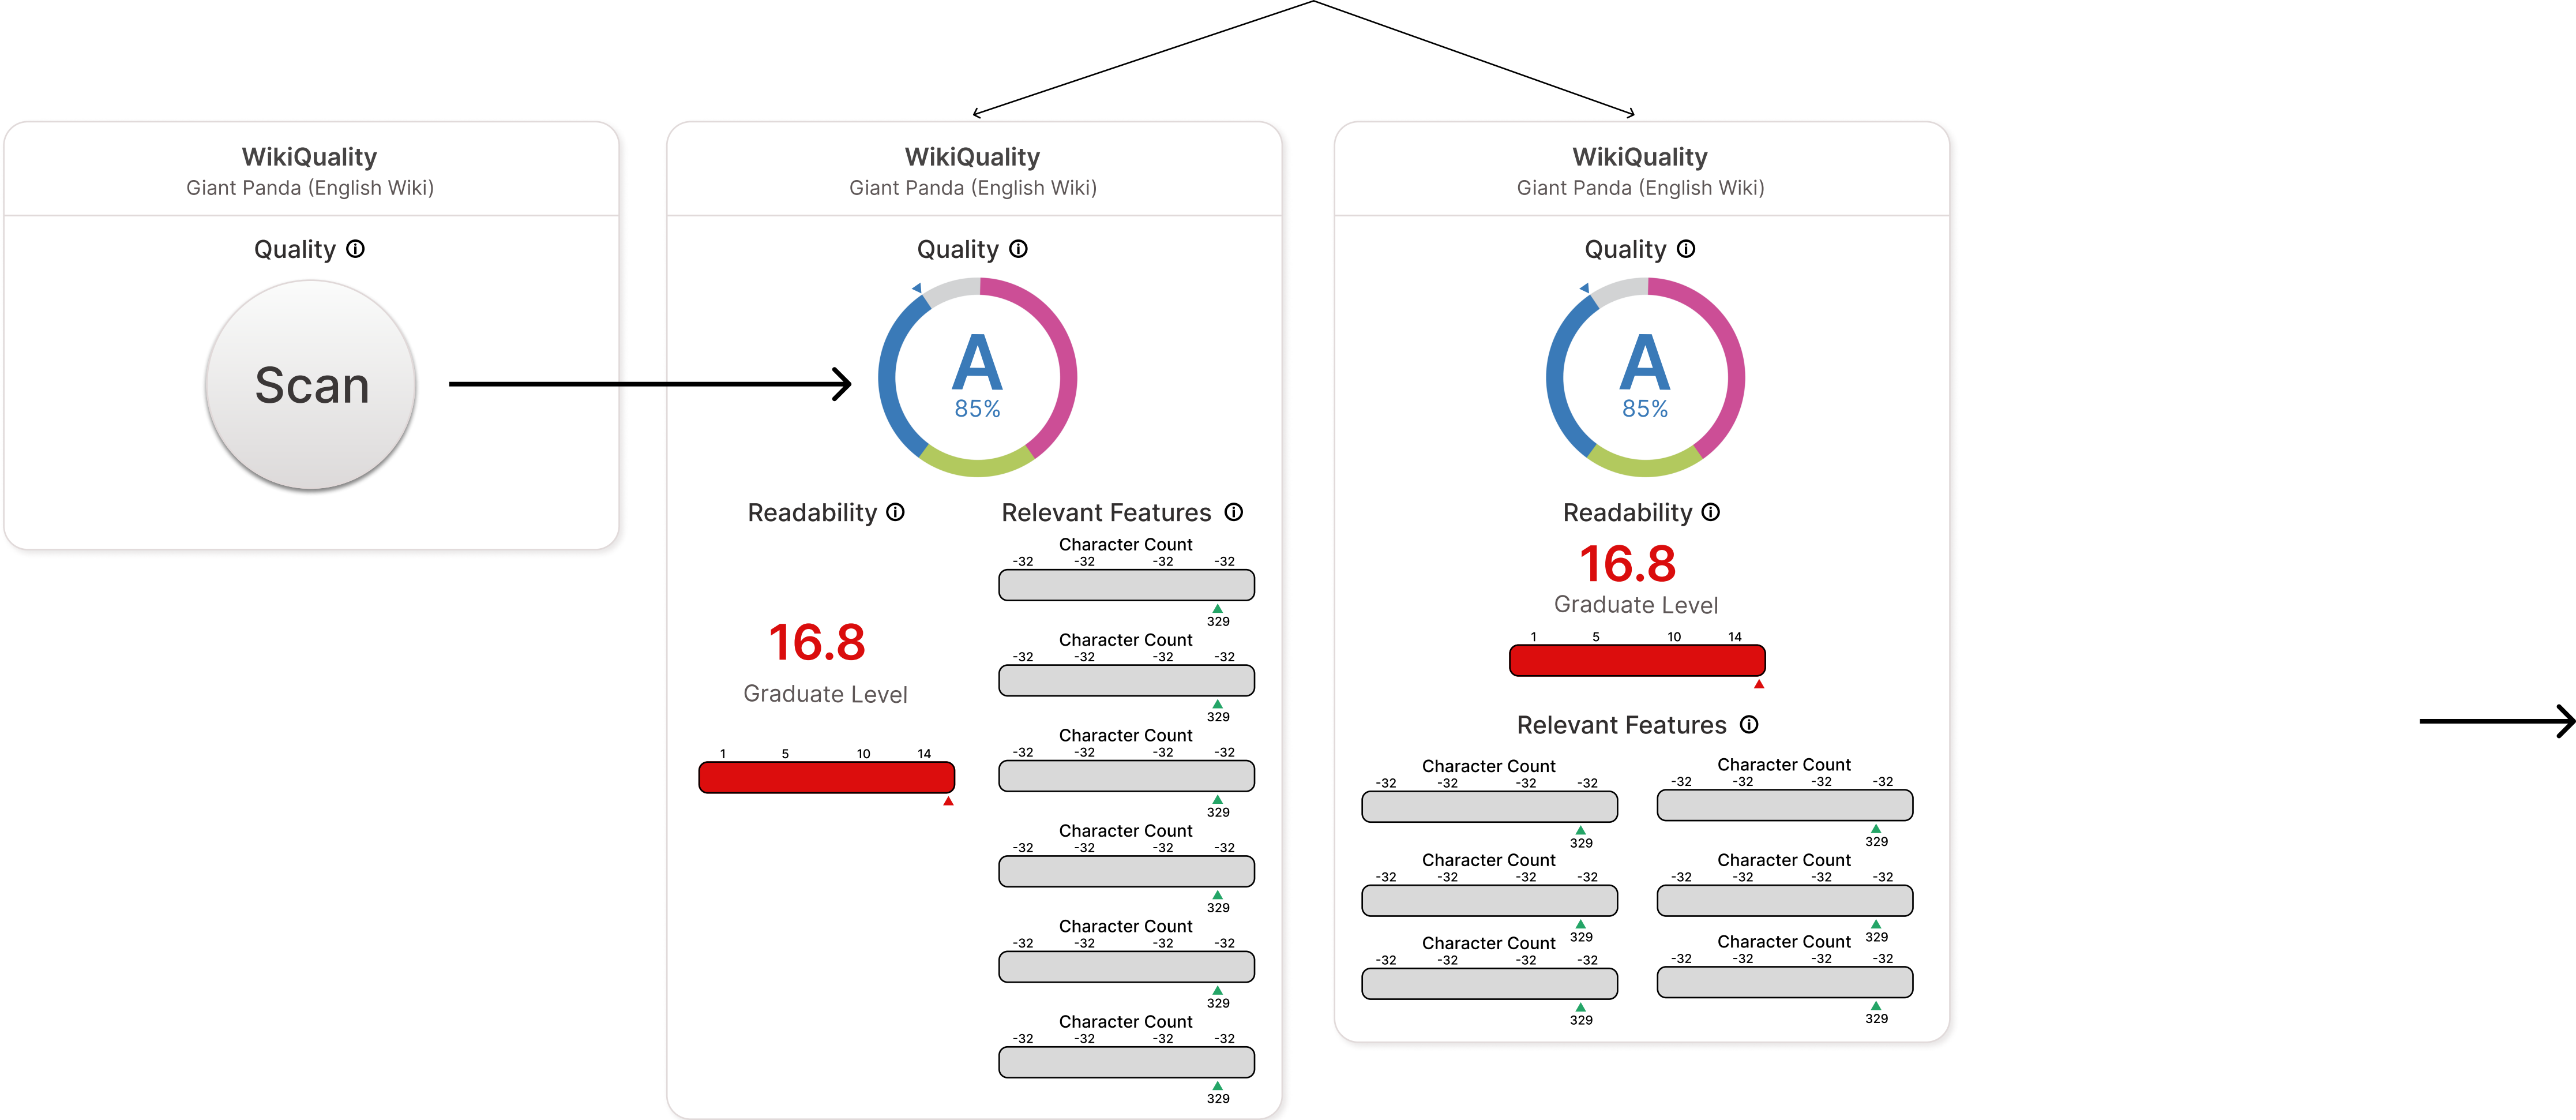 WikiQuality
Giant Panda (English Wiki)
Quality
Scan
WikiQuality
Giant Panda (English Wiki)
Quality
A
85%
Readability
16.8
Graduate Level
1 5 10 14
Relevant Features
Character Count
-32 -32 -32 -32
329
Character Count
-32 -32 -32 -32
329
Character Count
-32 -32 -32 -32
329
Character Count
-32 -32 -32 -32
329
Character Count
-32 -32 -32 -32
329
Character Count
-32 -32 -32 -32
329
WikiQuality
Giant Panda (English Wiki)
Quality
A
85%
Readability
16.8
Graduate Level
1 5 10 14
Relevant Features
Character Count
-32 -32 -32 -32
329
Character Count
-32 -32 -32 -32
329
Character Count
-32 -32 -32 -32
329
Character Count
-32 -32 -32 -32
329
Character Count
-32 -32 -32 -32
329
Character Count
-32 -32 -32 -32
329